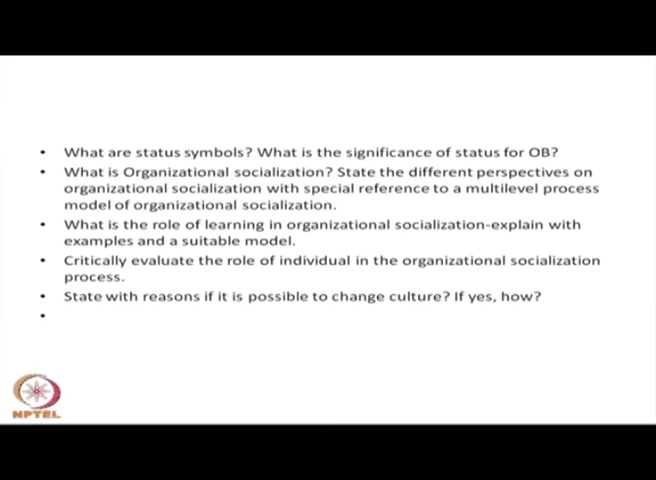 • What are status symbols? What is the significance of status for OB?
• What is Organizational socialization? State the different perspectives on
organizational socialization with special reference to a multilevel process
model of organizational socialization.
• What is the role of learning in organizational socialization-explain with
examples and a suitable model.
• Critically evaluate the role of individual in the organizational socialization
process.
• State with reasons if it is possible to change culture? If yes, how?
•
NPTEL